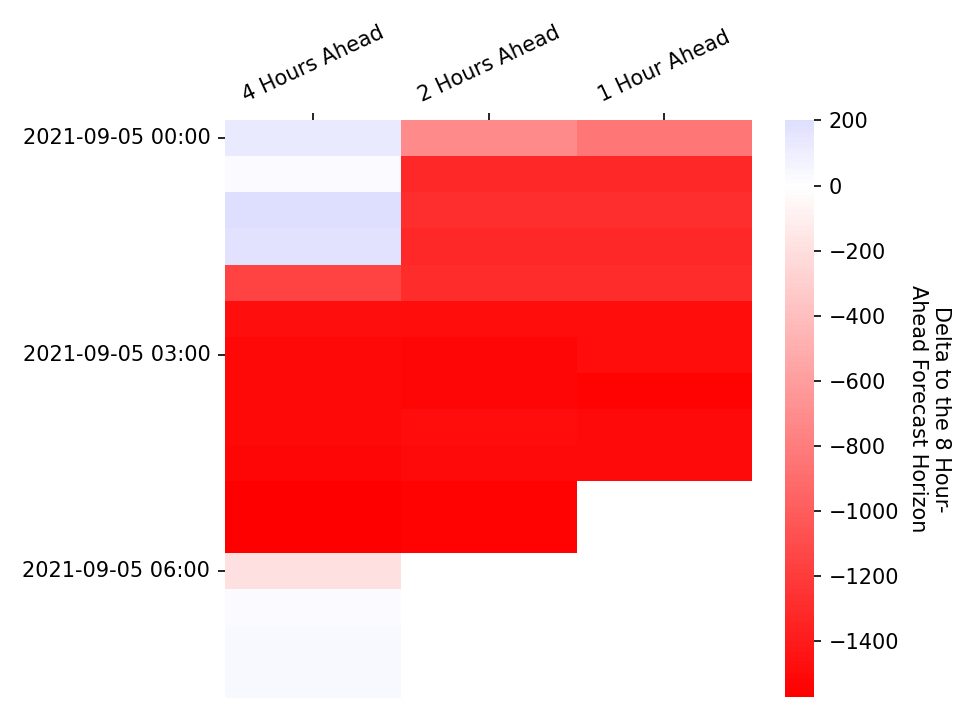 4 Hours Ahead
2 Hours Ahead
1 Hour Ahead
2021-09-05 00:00
2021-09-05 03:00
2021-09-05 06:00
200
0
−200
−400
−600
−800
−1000
−1200
−1400
Delta to the 8 Hour-
Ahead Forecast Horizon